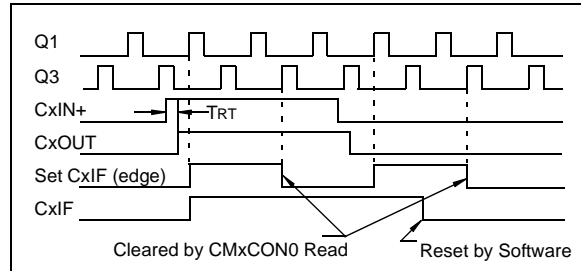 Q1
Q3
CxIN+
TRT
CxOUT
Set CxIF (edge)
CxIF
Cleared by CMxCON0 Read
Reset by Software